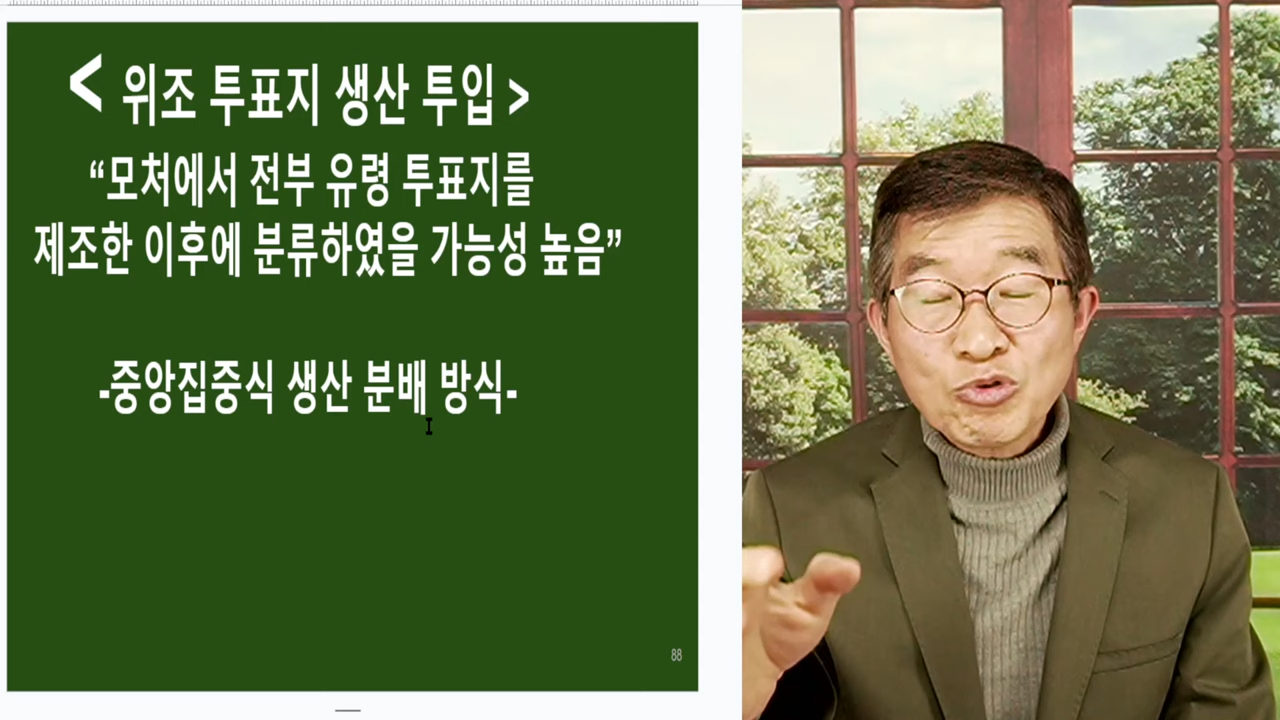 < 위조 투표지 생산 투입 >
“모처에서 전부 유령 투표지를
제조한 이후에 분류하였을 가능성 높음”
-중앙집중식 생산 분배 방식-
88